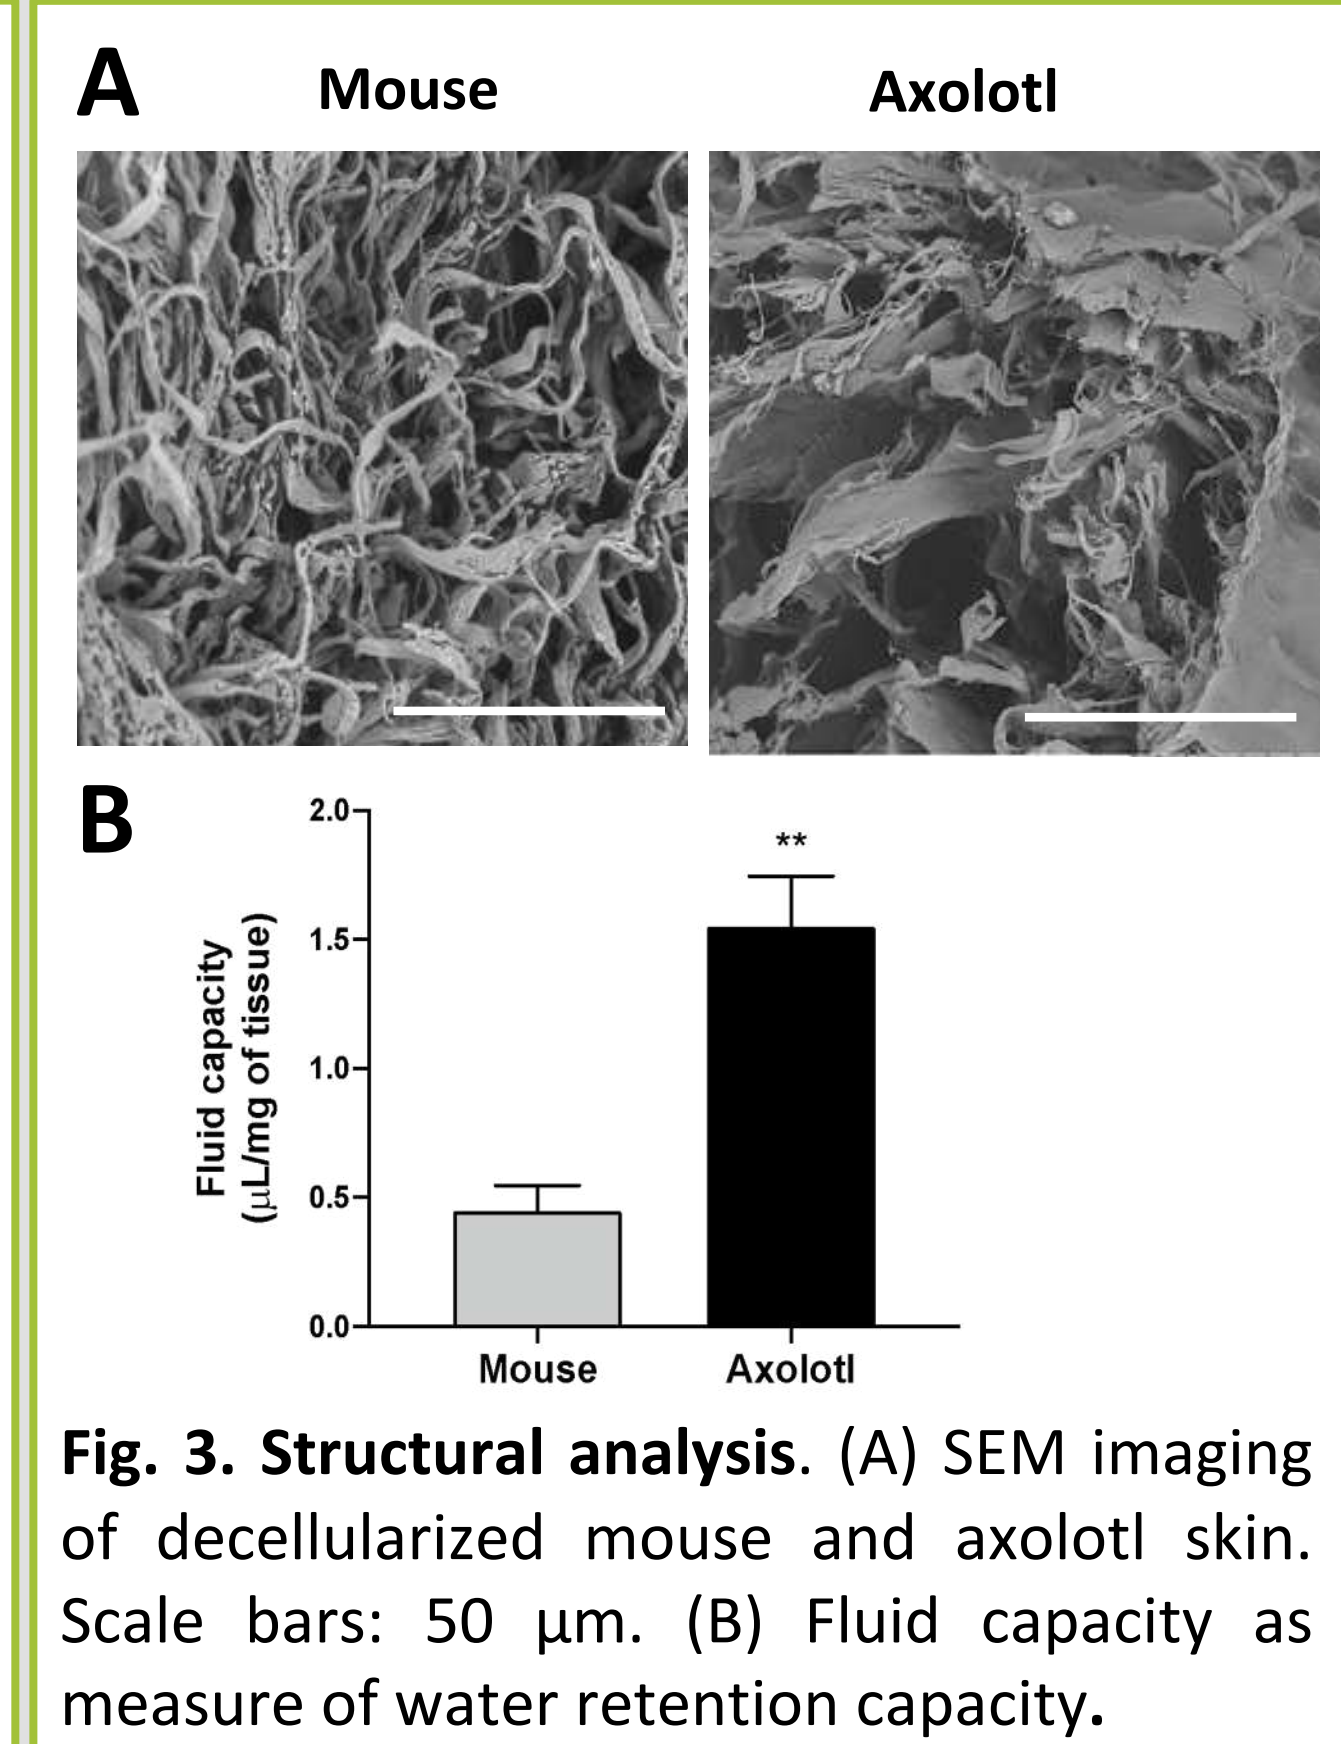 A
Mouse
Axolotl
B
2.0
**
1.5
1.0
0.5
0.0
Fluid capacity
(μL/mg of tissue)
Mouse
Axolotl
Fig. 3. Structural analysis. (A) SEM imaging
of decellularized mouse and axolotl skin.
Scale bars: 50 μm. (B) Fluid capacity as
measure of water retention capacity.